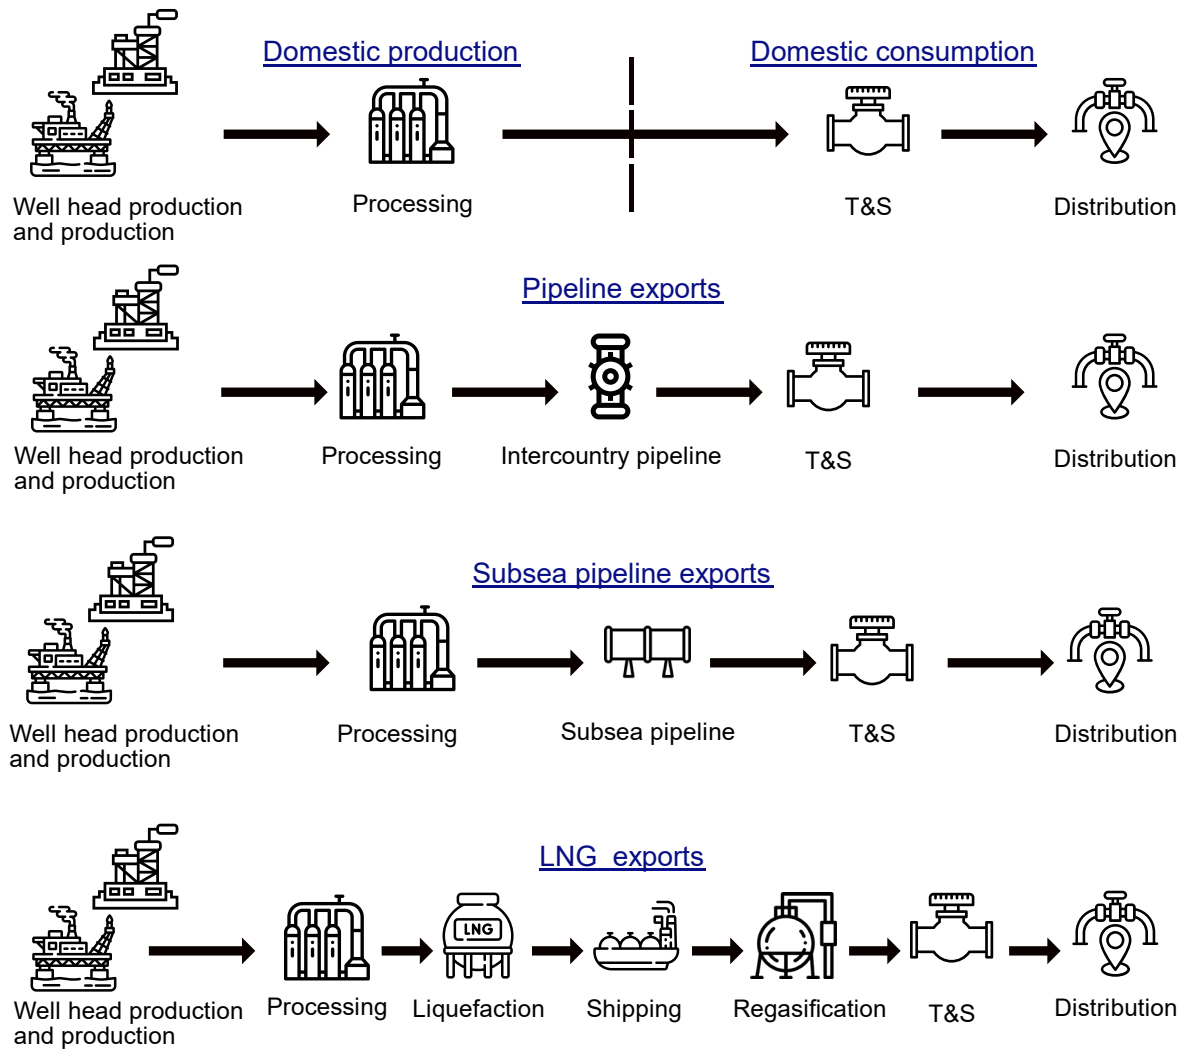 Domestic production
Domestic consumption
Well head production
and production
Processing
T&S
Distribution
Pipeline exports
Well head production
and production
Processing
Intercountry pipeline
T&S
Distribution
Subsea pipeline exports
Well head production
and production
Processing
Subsea pipeline
T&S
Distribution
LNG exports
LNG
Well head production
and production
Processing
Liquefaction
Shipping
Regasification
T&S
Distribution